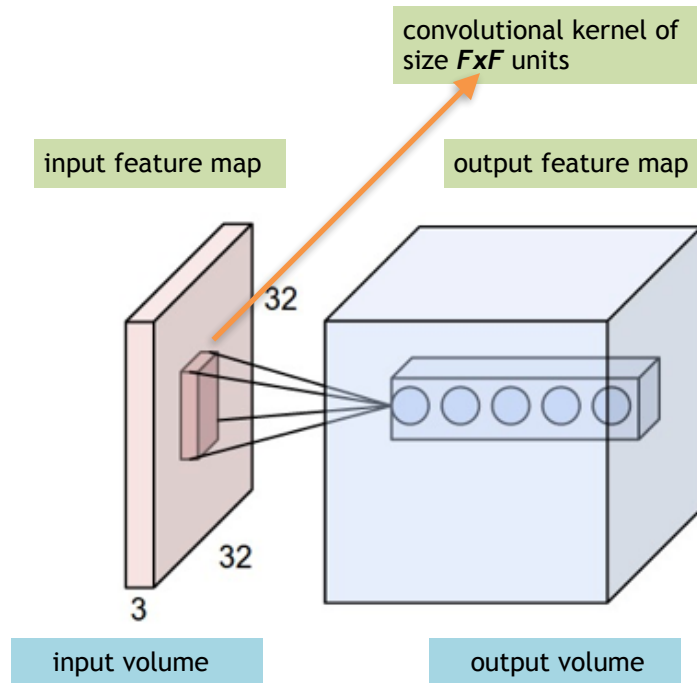 convolutional kernel of
size FxF units
input feature map
output feature map
32
32
3
input volume
output volume